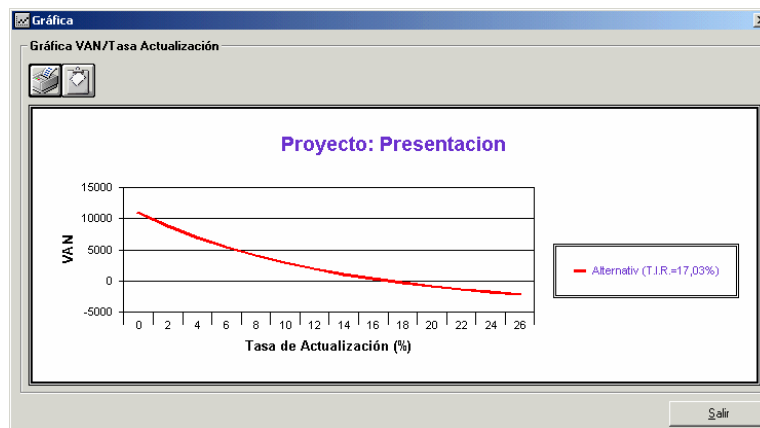 Gráfica
Gráfica VAN/Tasa Actualización
Proyecto: Presentacion
15000
10000
5000
0
-5000
VAN
0 2 4 6 8 10 12 14 16 18 20 22 24 26
Tasa de Actualización (%)
Alternativ (T.I.R.=17,03%)
Salir